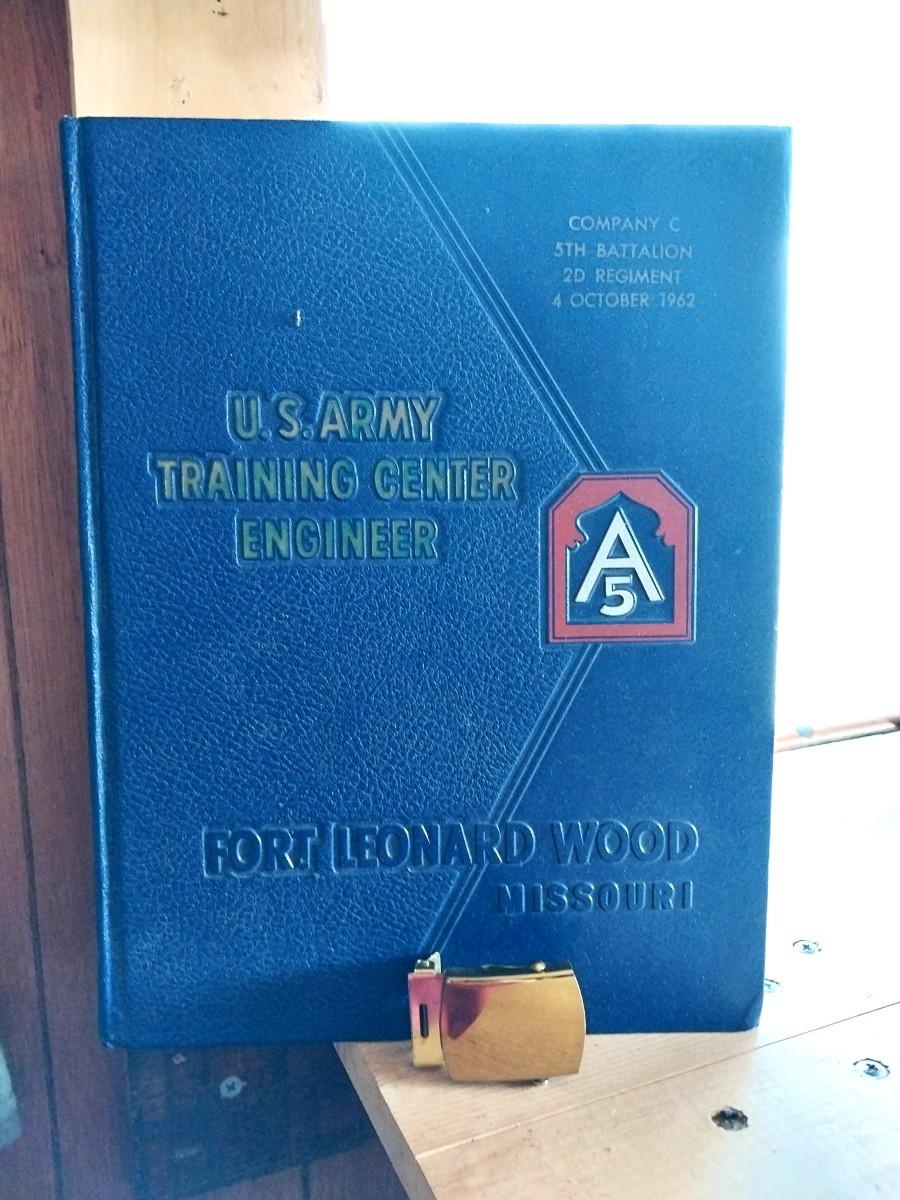 COMPANY C
5TH BATTALION
2D REGIMENT
4 OCTOBER 1962
U.S. ARMY
TRAINING CENTER
ENGINEER
A
5
FORT LEONARD WOOD
MISSOURI